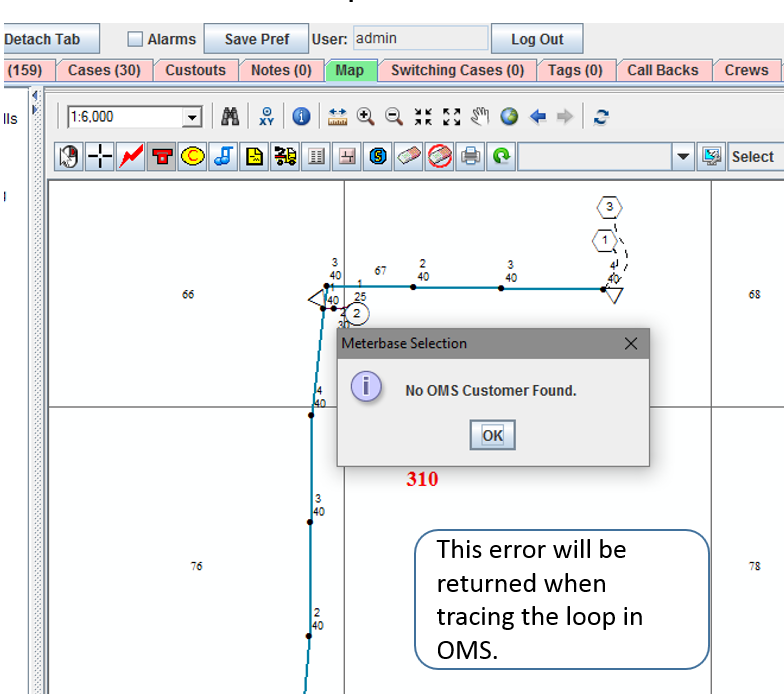 Detach Tab Alarms Save Pref User: admin Log Out
(159) Cases (30) Custouts Notes (0) Map Switching Cases (0) Tags (0) Call Backs Crews
lls
1:6,000 XY
C S Select
3
1
3
40
67
2
40
3
40
4
40
66
68
1
40
1
25
2
2
30
Meterbase Selection
No OMS Customer Found.
OK
4
40
310
3
40
This error will be
returned when
tracing the loop in
OMS.
76
78
2
40